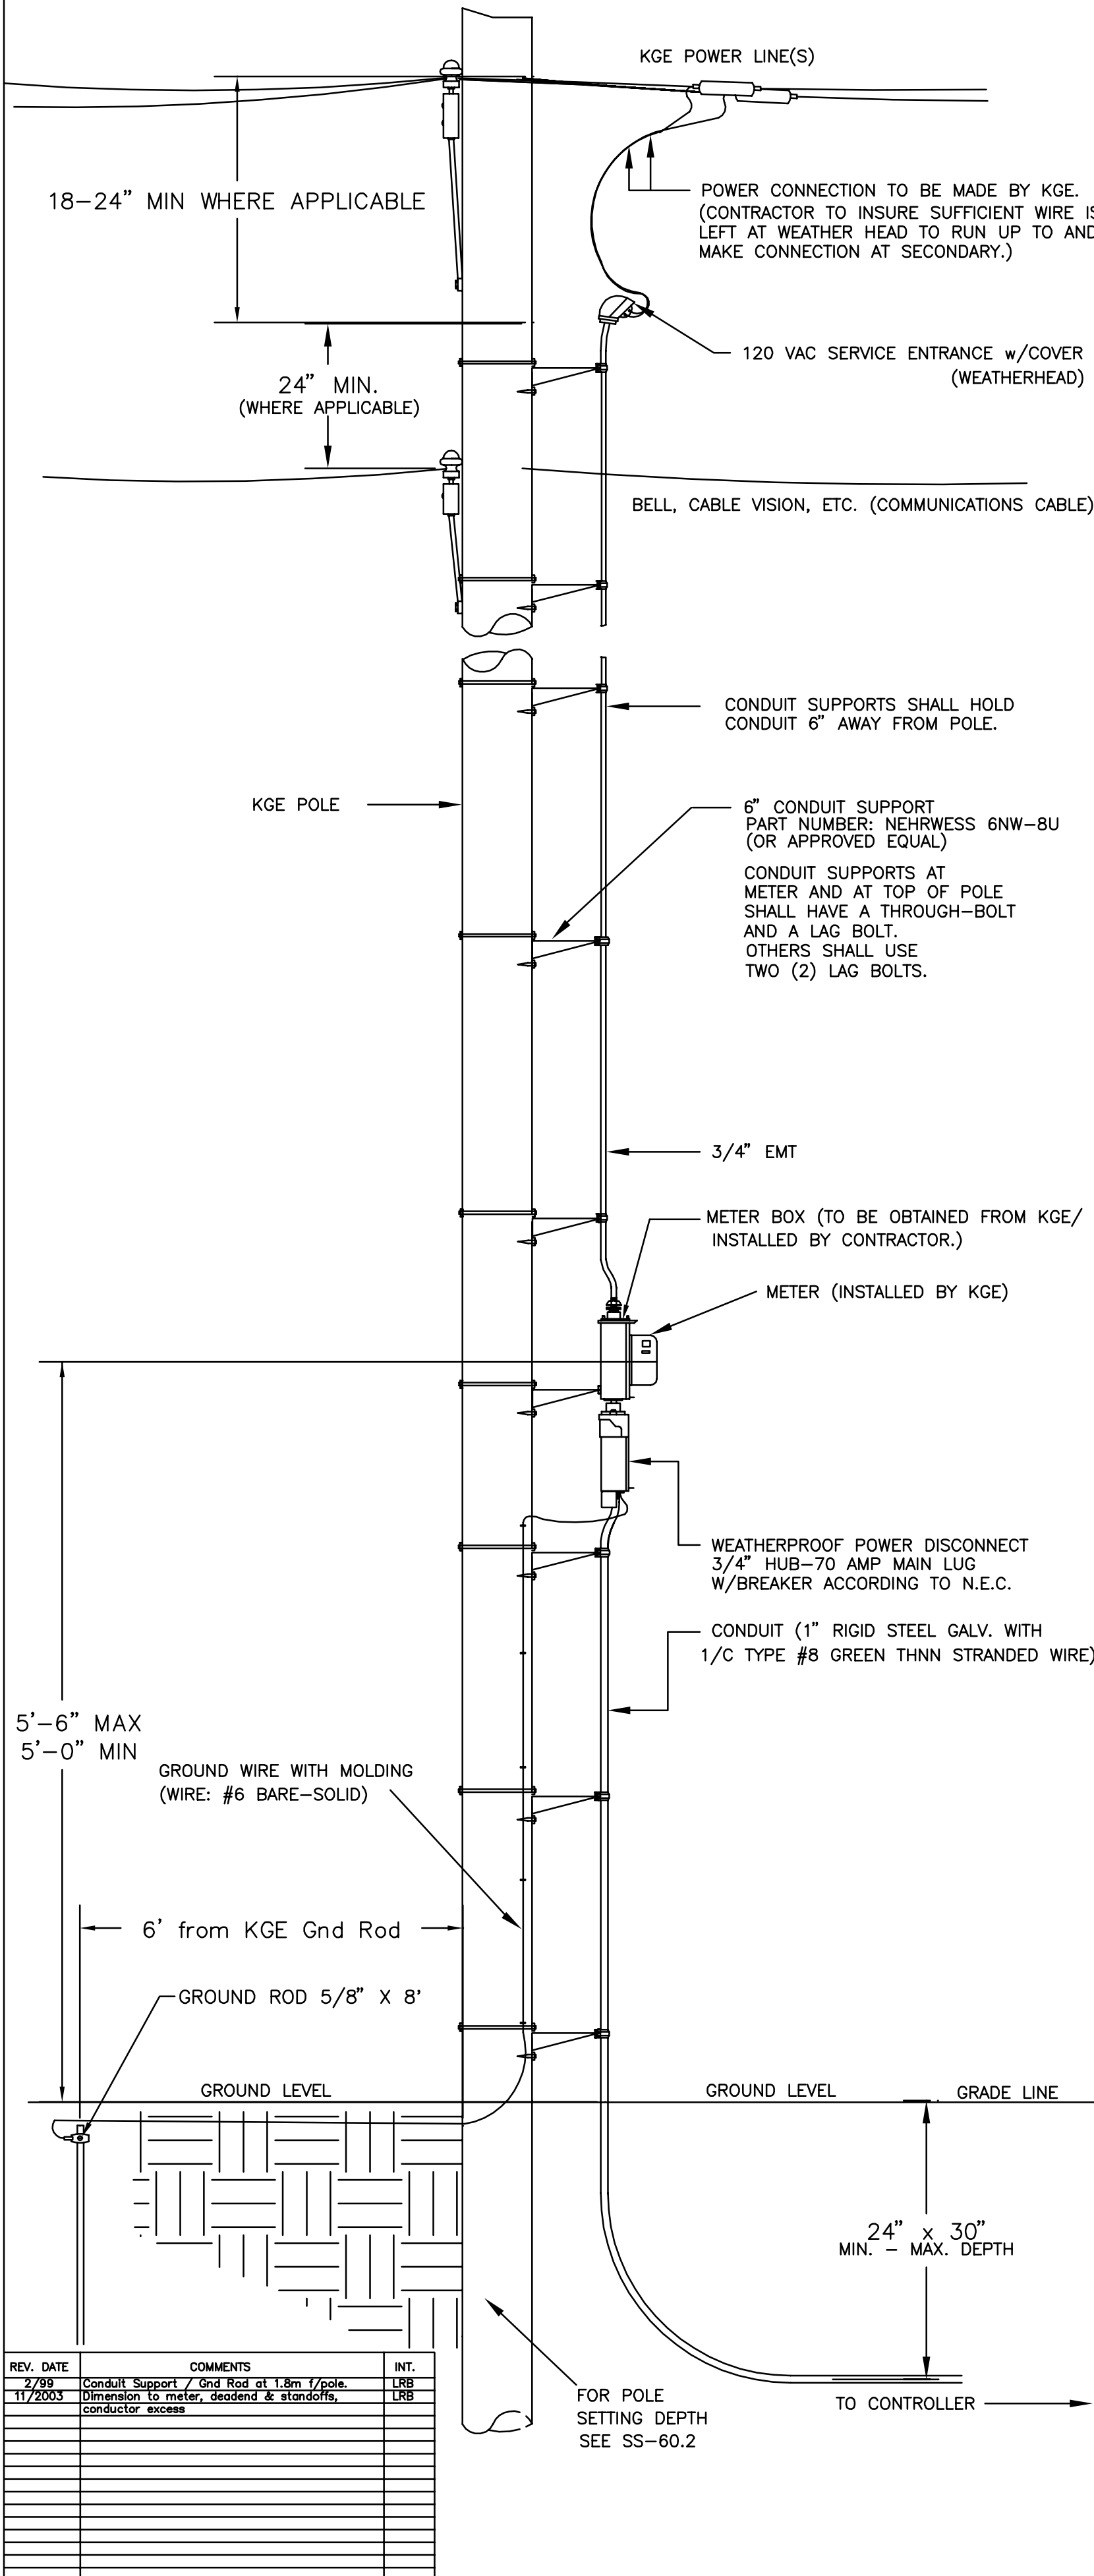 KGE POWER LINE(S)
18-24" MIN WHERE APPLICABLE
POWER CONNECTION TO BE MADE BY KGE.
(CONTRACTOR TO INSURE SUFFICIENT WIRE IS
LEFT AT WEATHER HEAD TO RUN UP TO AND
MAKE CONNECTION AT SECONDARY.)
120 VAC SERVICE ENTRANCE w/COVER
(WEATHERHEAD)
24" MIN.
(WHERE APPLICABLE)
BELL, CABLE VISION, ETC. (COMMUNICATIONS CABLE)
CONDUIT SUPPORTS SHALL HOLD
CONDUIT 6" AWAY FROM POLE.
KGE POLE
6" CONDUIT SUPPORT
PART NUMBER: NEHRWESS 6NW-8U
(OR APPROVED EQUAL)
CONDUIT SUPPORTS AT
METER AND AT TOP OF POLE
SHALL HAVE A THROUGH-BOLT
AND A LAG BOLT.
OTHERS SHALL USE
TWO (2) LAG BOLTS.
3/4" EMT
METER BOX (TO BE OBTAINED FROM KGE/
INSTALLED BY CONTRACTOR.)
METER (INSTALLED BY KGE)
WEATHERPROOF POWER DISCONNECT
3/4" HUB-70 AMP MAIN LUG
W/BREAKER ACCORDING TO N.E.C.
CONDUIT (1" RIGID STEEL GALV. WITH
1/C TYPE #8 GREEN THNN STRANDED WIRE)
5'-6" MAX
5'-0" MIN
GROUND WIRE WITH MOLDING
(WIRE: #6 BARE-SOLID)
6' from KGE Gnd Rod
GROUND ROD 5/8" X 8'
GROUND LEVEL
GROUND LEVEL
GRADE LINE
24" x 30"
MIN. - MAX. DEPTH
FOR POLE
SETTING DEPTH
SEE SS-60.2
TO CONTROLLER
REV. DATE COMMENTS INT.
2/99 Conduit Support / Gnd Rod at 1.8m f/pole. LRB
11/2003 Dimension to meter, deadend & standoffs, LRB
conductor excess